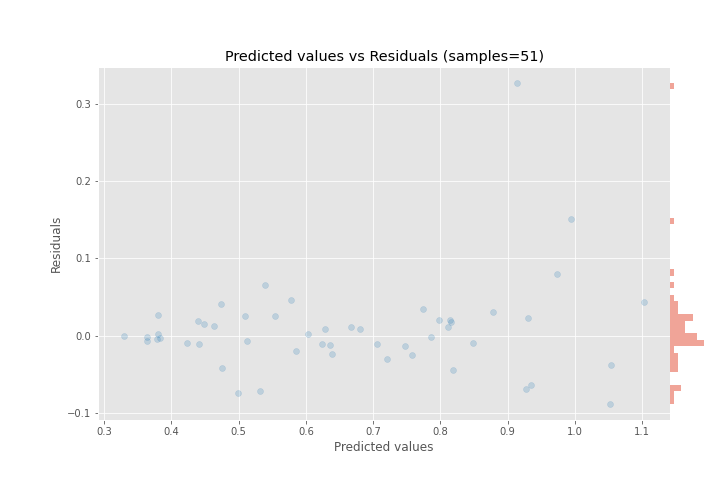 Predicted values vs Residuals (samples=51)
0.3
0.2
0.1
0.0
−0.1
Residuals
0.3 0.4 0.5 0.6 0.7 0.8 0.9 1.0 1.1
Predicted values